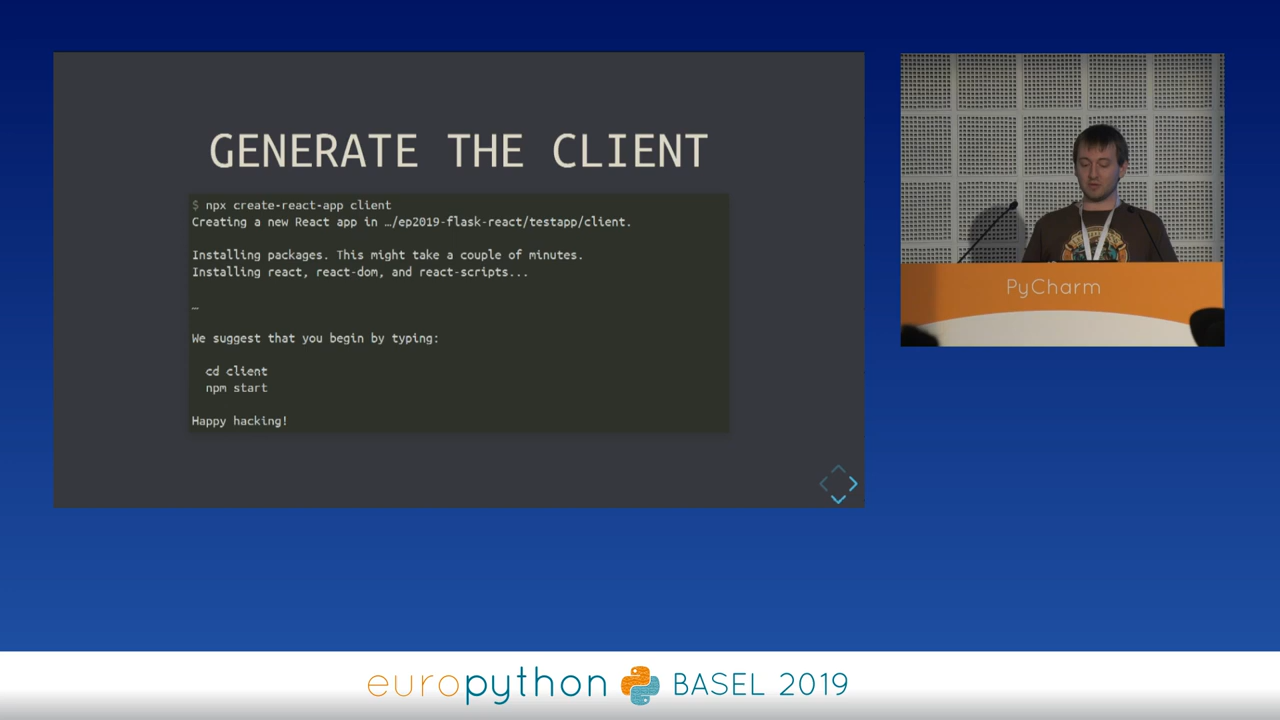 GENERATE THE CLIENT
$ npx create-react-app client
Creating a new React app in …/ep2019-flask-react/testapp/client.
Installing packages. This might take a couple of minutes.
Installing react, react-dom, and react-scripts...
…
We suggest that you begin by typing:
cd client
npm start
Happy hacking!
PyCharm
europython BASEL 2019